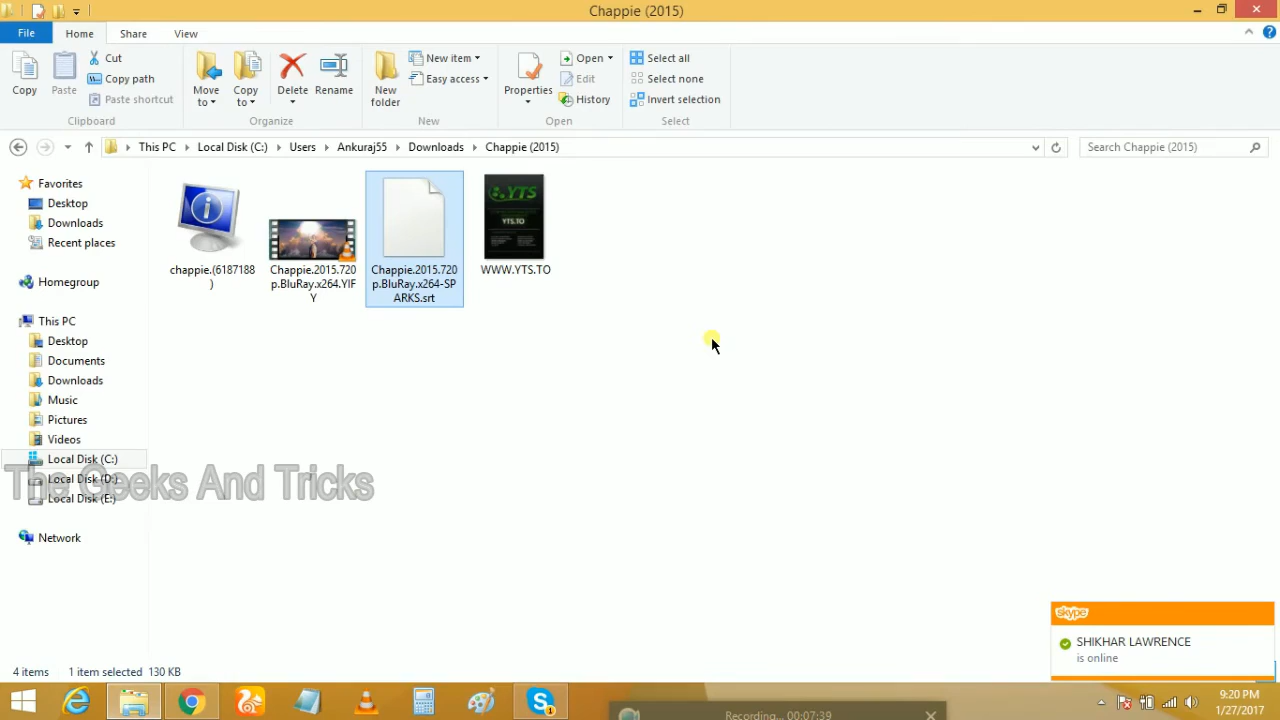 Chappie (2015)
File Home Share View
Copy
Paste
Cut
Copy path
Paste shortcut
Clipboard
Move to
Copy to
Delete
Rename
Organize
New folder
New item
Easy access
New
Properties
Open
Edit
History
Open
Select all
Select none
Invert selection
Select
This PC Local Disk (C:) Users Ankuraj55 Downloads Chappie (2015)
Search Chappie (2015)
Favorites
Desktop
Downloads
Recent places
Homegroup
This PC
Desktop
Documents
Downloads
Music
Pictures
Videos
Local Disk (C:)
Local Disk (D:)
Local Disk (E:)
Network
The Geeks And Tricks
chappie.(6187188
)
Chappie.2015.720
p.BluRay.x264.YIF
Y
Chappie.2015.720
p.BluRay.x264-SP
ARKS.srt
YTS
YTS.TO
WWW.YTS.TO
skype
SHIKHAR LAWRENCE
is online
4 items 1 item selected 130 KB
Recording... 00:07:39
9:20 PM
1/27/2017